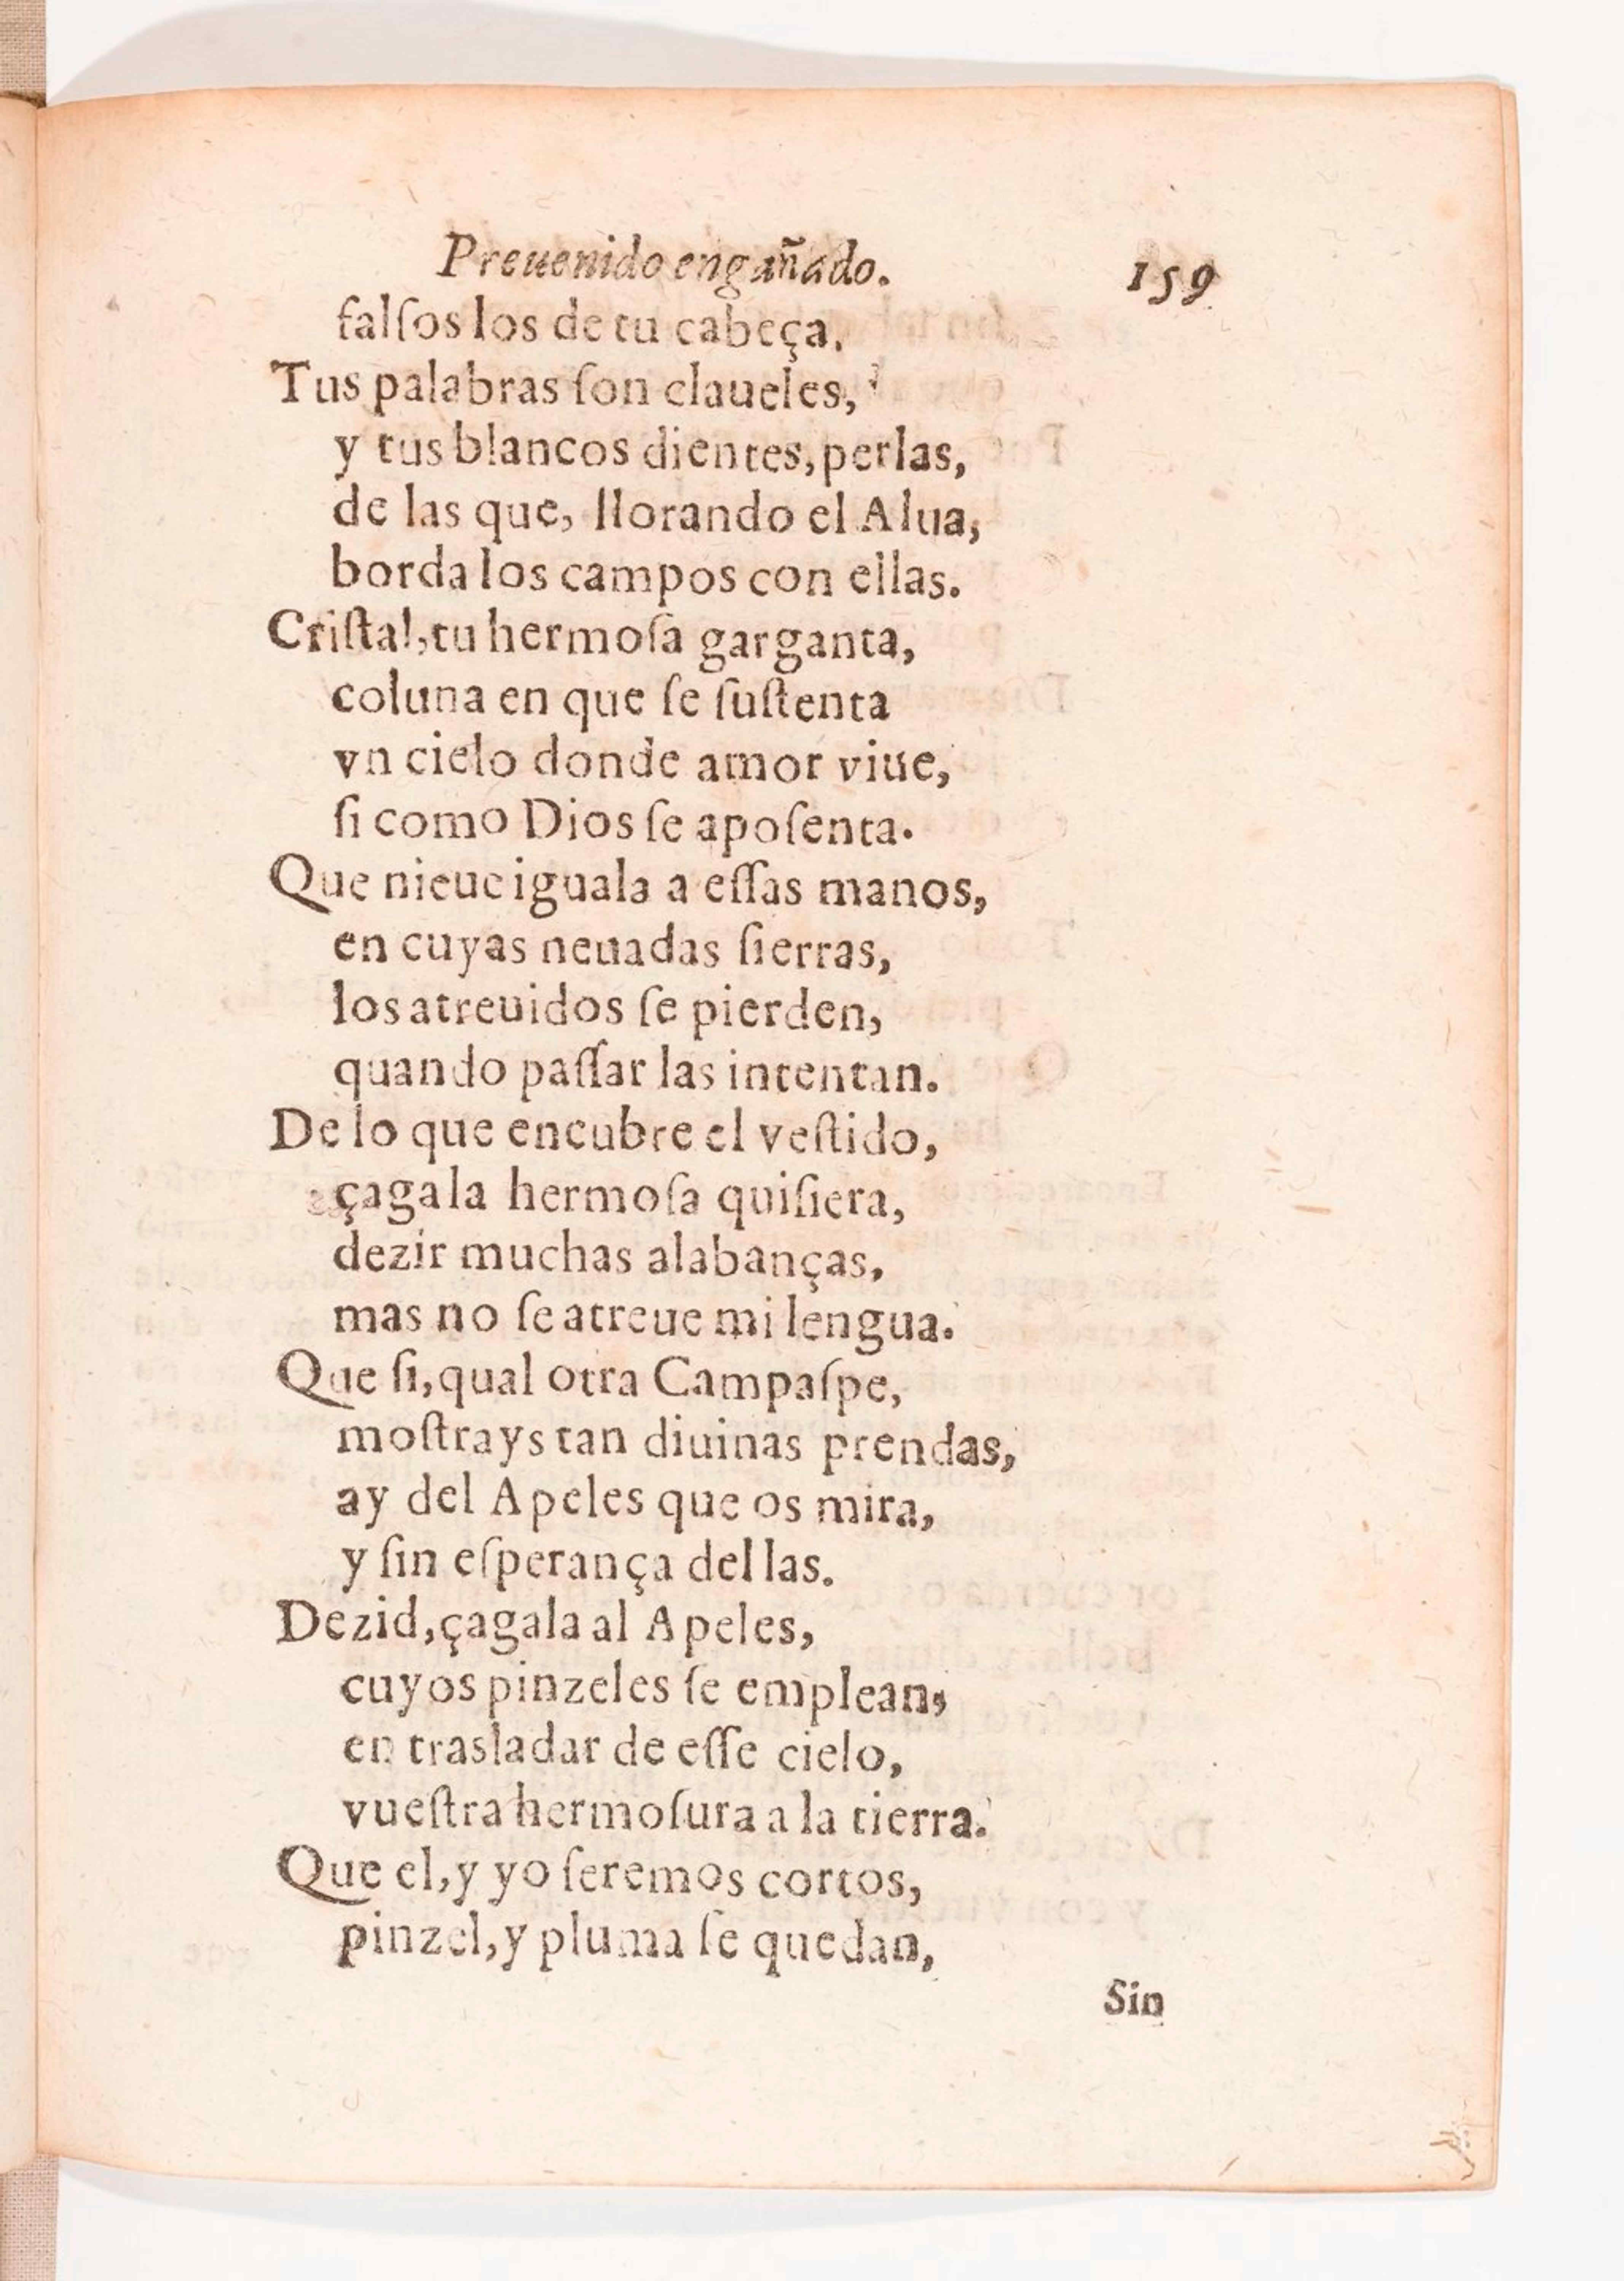 Preuenido engañado. 159
falſos los de tu cabeça.
Tus palabras ſon claueles,
y tus blancos dientes, perlas,
de las que, llorando el Alua,
borda los campos con ellas.
Criſtal, tu hermoſa garganta,
coluna en que ſe ſuſtenta
vn cielo donde amor viue,
ſi como Dios ſe apoſenta.
Que nieue iguala a eſſas manos,
en cuyas neuadas ſierras,
los atreuidos ſe pierden,
quando paſſar las intentan.
De lo que encubre el veſtido,
çagala hermoſa quiſiera,
dezir muchas alabanças,
mas no ſe atreue mi lengua.
Que ſi, qual otra Campaſpe,
moſtrays tan diuinas prendas,
ay del Apeles que os mira,
y ſin eſperança dellas.
Dezid, çagala al Apeles,
cuyos pinzeles ſe emplean,
en trasladar de eſſe cielo,
vueſtra hermoſura a la tierra.
Que el, y yo ſeremos cortos,
pinzel, y pluma ſe quedan,
Sin